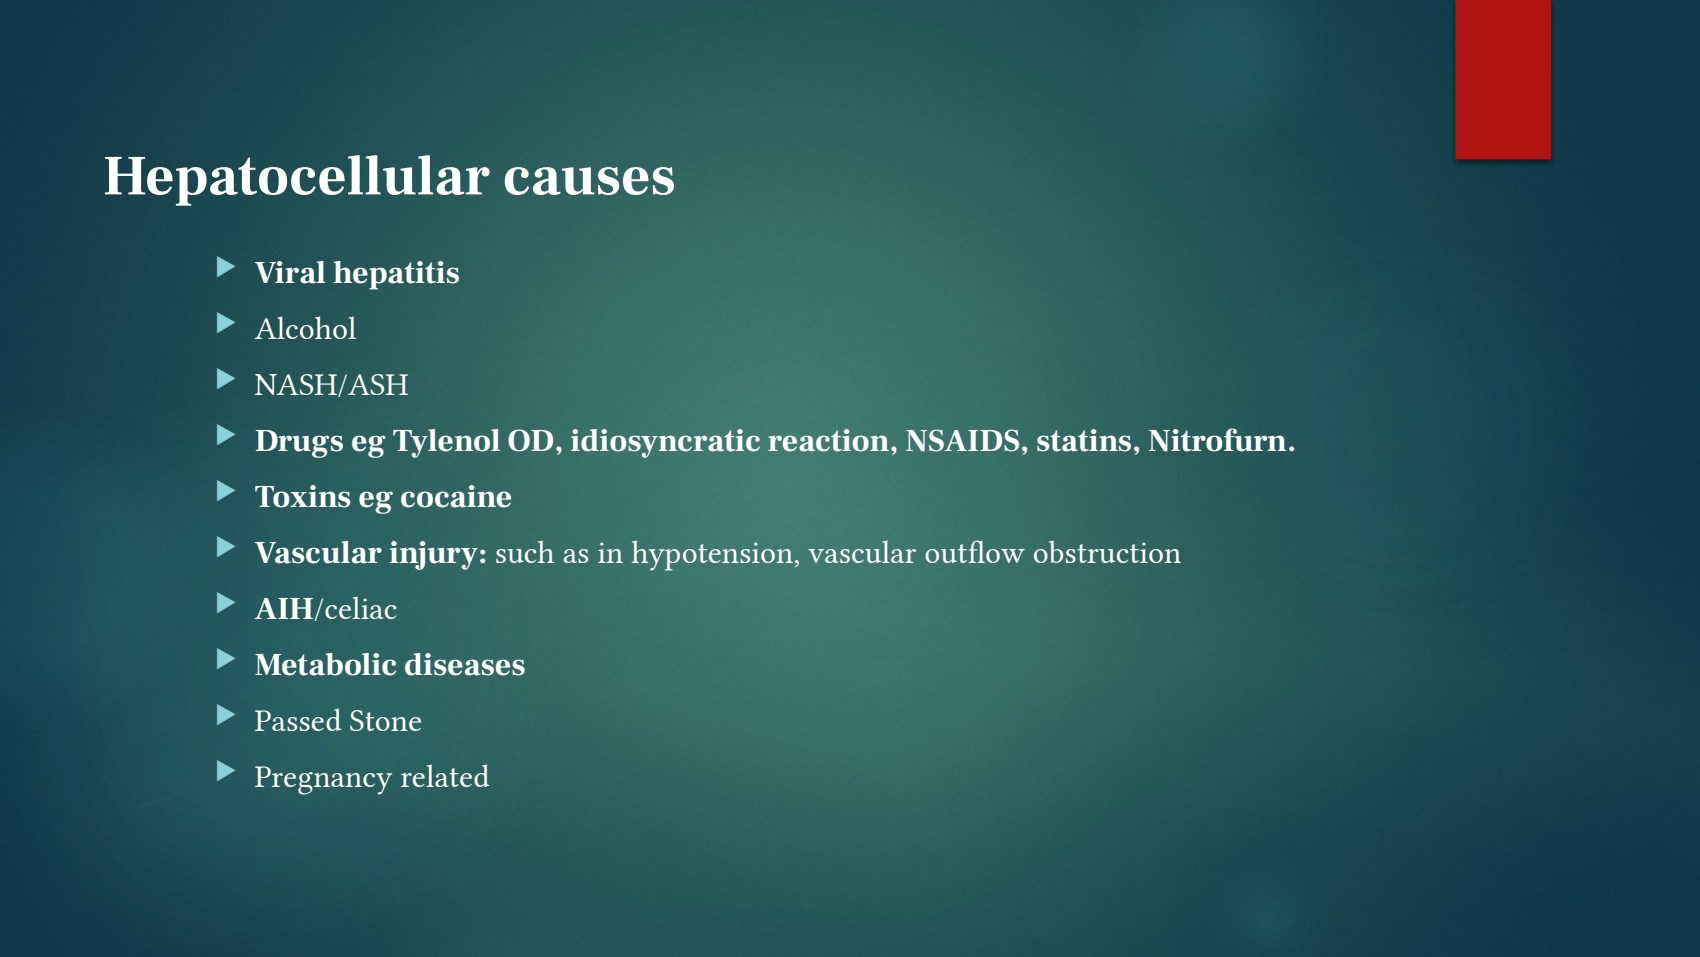 Hepatocellular causes
Viral hepatitis
Alcohol
NASH/ASH
Drugs eg Tylenol OD, idiosyncratic reaction, NSAIDS, statins, Nitrofurn.
Toxins eg cocaine
Vascular injury: such as in hypotension, vascular outflow obstruction
AIH/celiac
Metabolic diseases
Passed Stone
Pregnancy related